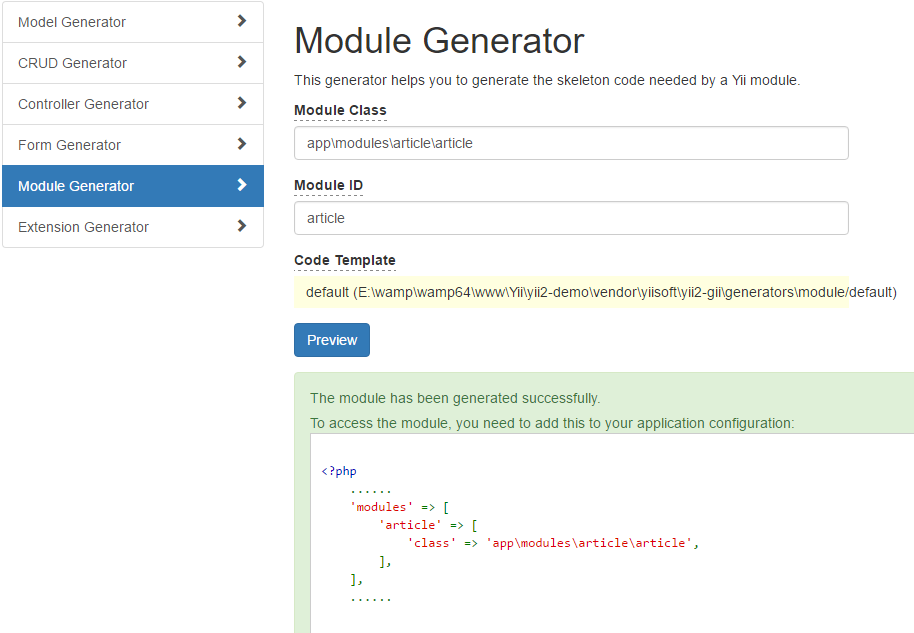 Model Generator
CRUD Generator
Controller Generator
Form Generator
Module Generator
Extension Generator
Module Generator
This generator helps you to generate the skeleton code needed by a Yii module.
Module Class
app\modules\article\article
Module ID
article
Code Template
default (E:\wamp\wamp64\www\Yii\yii2-demo\vendor\yiisoft\yii2-gii\generators\module/default)
Preview
The module has been generated successfully.
To access the module, you need to add this to your application configuration:
<?php
......
'modules' => [
'article' => [
'class' => 'app\modules\article\article',
],
],
......